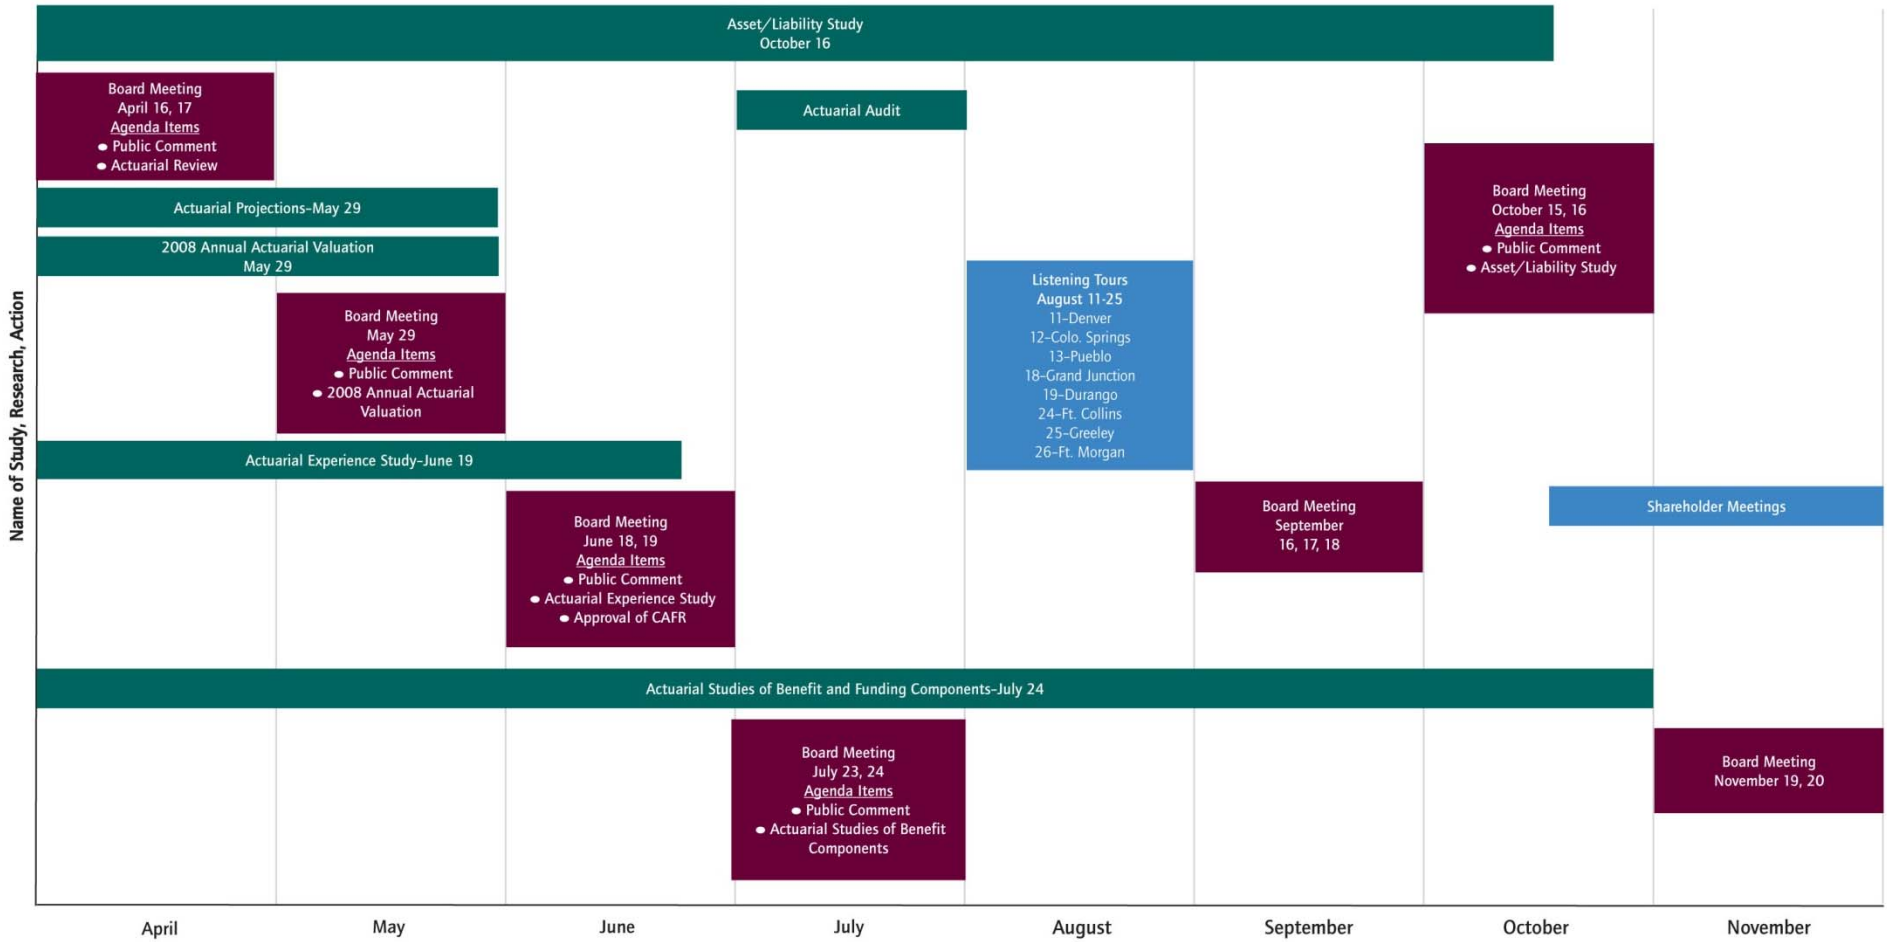 Asset/Liability Study
October 16
Board Meeting
April 16, 17
Agenda Items
● Public Comment
● Actuarial Review
Actuarial Audit
Actuarial Projections–May 29
2008 Annual Actuarial Valuation
May 29
Board Meeting
October 15, 16
Agenda Items
● Public Comment
● Asset/Liability Study
Board Meeting
May 29
Agenda Items
● Public Comment
● 2008 Annual Actuarial
Valuation
Listening Tours
August 11-25
11–Denver
12–Colo. Springs
13–Pueblo
18–Grand Junction
19–Durango
24–Ft. Collins
25–Greeley
26–Ft. Morgan
Actuarial Experience Study–June 19
Board Meeting
June 18, 19
Agenda Items
● Public Comment
● Actuarial Experience Study
● Approval of CAFR
Board Meeting
September
16, 17, 18
Shareholder Meetings
Actuarial Studies of Benefit and Funding Components–July 24
Board Meeting
July 23, 24
Agenda Items
● Public Comment
● Actuarial Studies of Benefit
Components
Board Meeting
November 19, 20
Name of Study, Research, Action
April
May
June
July
August
September
October
November